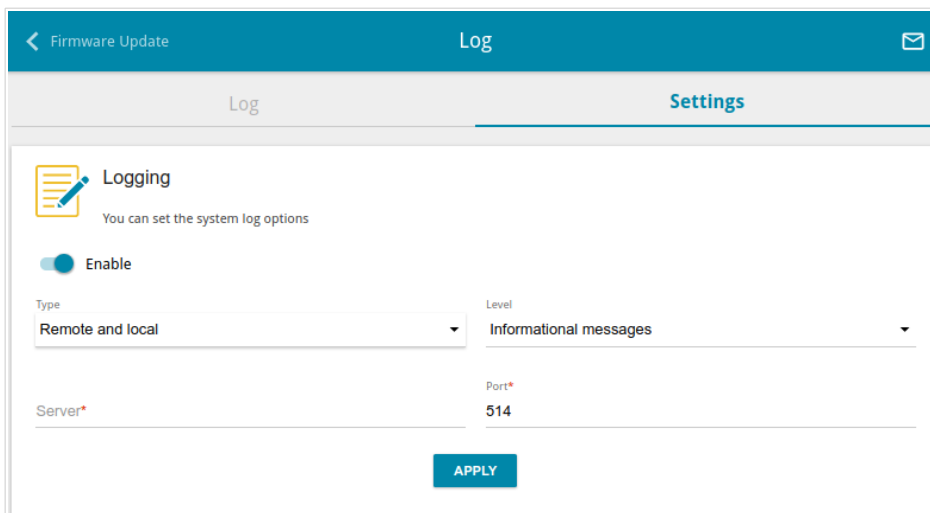 Firmware Update
Log
Log
Settings
Logging
You can set the system log options
Enable
Type
Level
Remote and local
Informational messages
Port*
Server*
514
APPLY